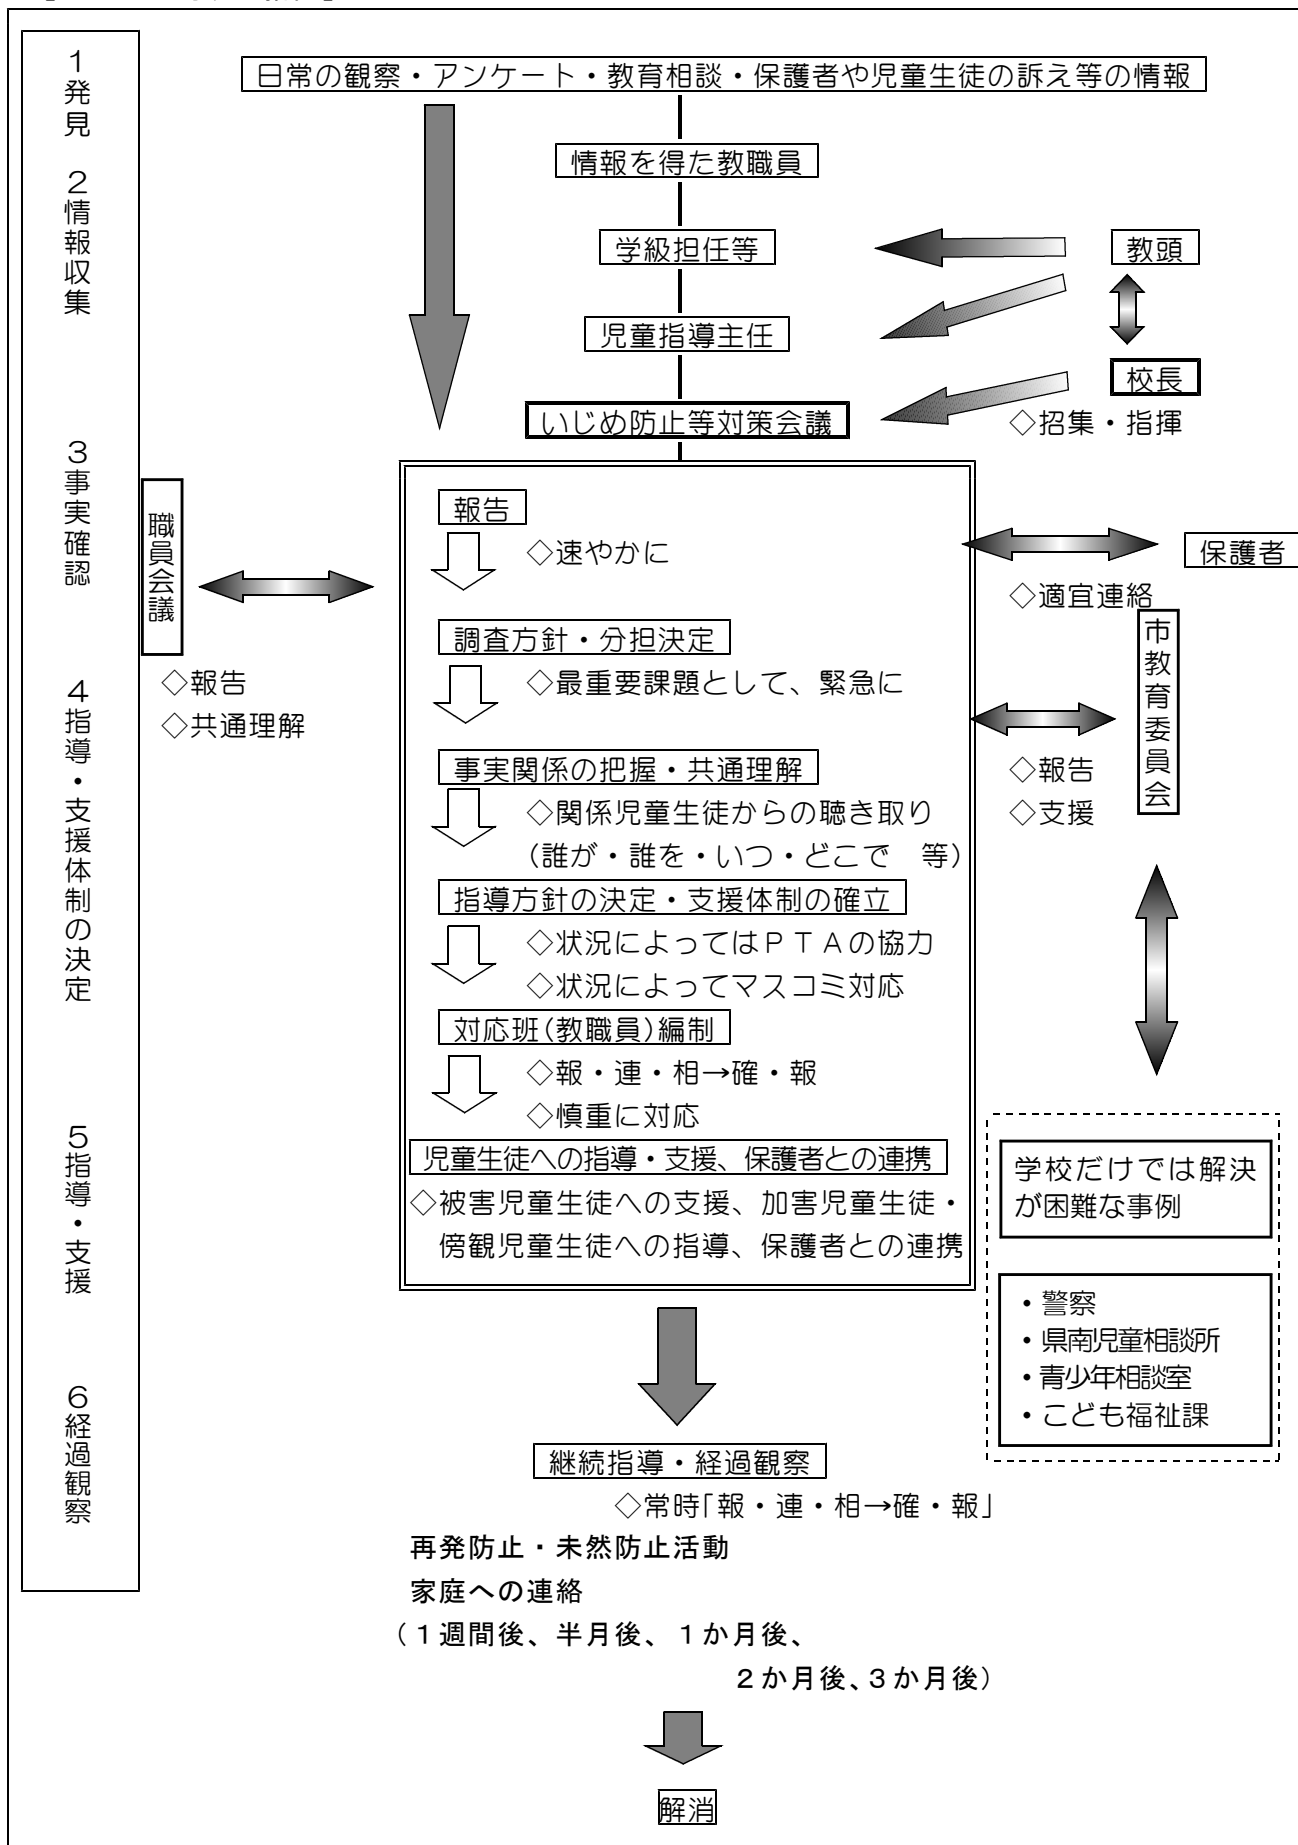 1発見
2情報収集
3事実確認
4指導・支援体制の決定
5指導・支援
6経過観察
日常の観察・アンケート・教育相談・保護者や児童生徒の訴え等の情報
情報を得た教職員
学級担任等
教頭
児童指導主任
校長
いじめ防止等対策会議
◇招集・指揮
職員会議
◇報告
◇共通理解
報告
◇速やかに
調査方針・分担決定
◇最重要課題として、緊急に
事実関係の把握・共通理解
◇関係児童生徒からの聴き取り
(誰が・誰を・いつ・どこで　等)
指導方針の決定・支援体制の確立
◇状況によってはPTAの協力
◇状況によってマスコミ対応
対応班(教職員)編制
◇報・連・相→確・報
◇慎重に対応
児童生徒への指導・支援、保護者との連携
◇被害児童生徒への支援、加害児童生徒・
傍観児童生徒への指導、保護者との連携
保護者
◇適宜連絡
市教育委員会
◇報告
◇支援
学校だけでは解決
が困難な事例
・警察
・県南児童相談所
・青少年相談室
・こども福祉課
継続指導・経過観察
◇常時「報・連・相→確・報」
再発防止・未然防止活動
家庭への連絡
(1週間後、半月後、1か月後、
2か月後、3か月後)
解消